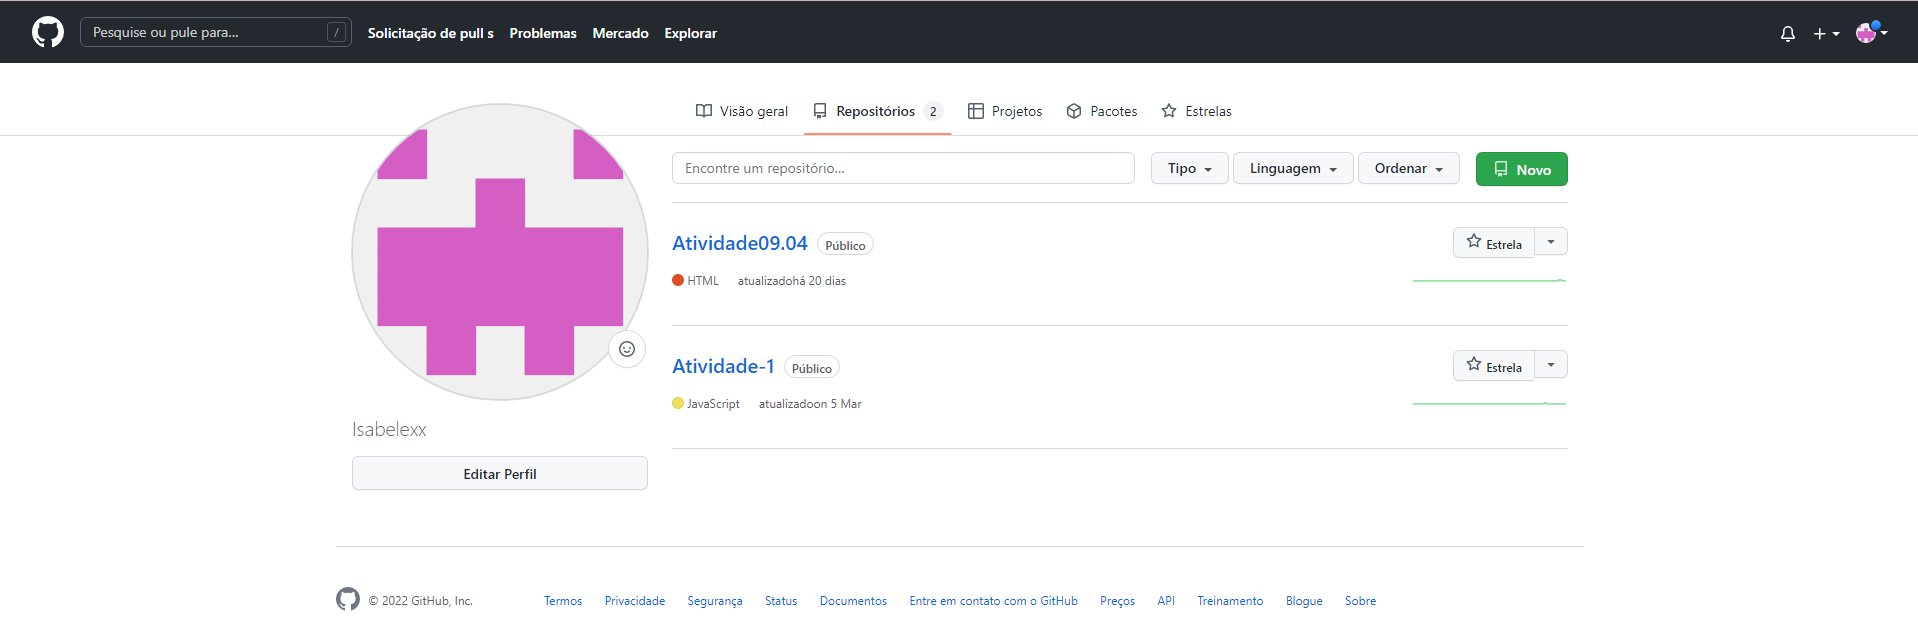 Pesquise ou pule para... / Solicitação de pull s Problemas Mercado Explorar
Visão geral Repositórios 2 Projetos Pacotes Estrelas
Encontre um repositório... Tipo Linguagem Ordenar Novo
Atividade09.04 Público Estrela
HTML atualizadohá 20 dias
Atividade-1 Público Estrela
JavaScript atualizadoon 5 Mar
Isabelexx
Editar Perfil
© 2022 GitHub, Inc. Termos Privacidade Segurança Status Documentos Entre em contato com o GitHub Preços API Treinamento Blogue Sobre